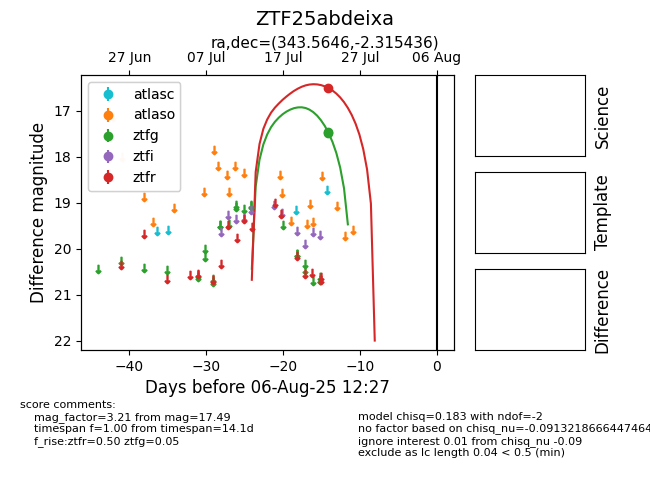 ZTF25abdeixa
ra,dec=(343.5646,-2.315436)
27 Jun 07 Jul 17 Jul 27 Jul 06 Aug
atlasc
atlaso
ztfg
ztfi
ztfr
17
18
19
20
21
22
Difference magnitude
−40 −30 −20 −10 0
Days before 06-Aug-25 12:27
Science
Template
Difference
score comments:
mag_factor=3.21 from mag=17.49
timespan f=1.00 from timespan=14.1d
f_rise:ztfr=0.50 ztfg=0.05
model chisq=0.183 with ndof=-2
no factor based on chisq_nu=-0.0913218666447464
ignore interest 0.01 from chisq_nu -0.09
exclude as lc length 0.04 < 0.5 (min)